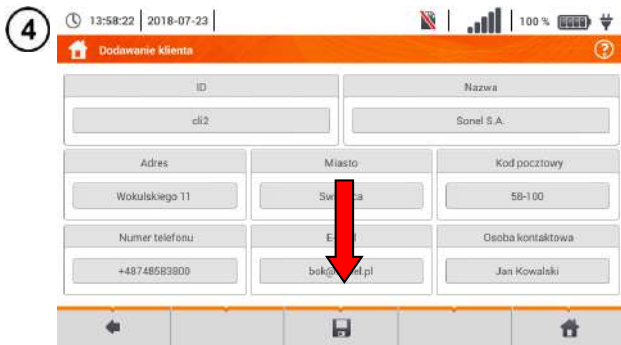 4
13:58:22 2018-07-23 100 %
Dodawanie klienta ?
ID Nazwa
cli2 Sonel S.A.
Adres Miasto Kod pocztowy
Wokulskiego 11 58-100
Numer telefonu Osoba kontaktowa
+48748583800 Jan Kowalski